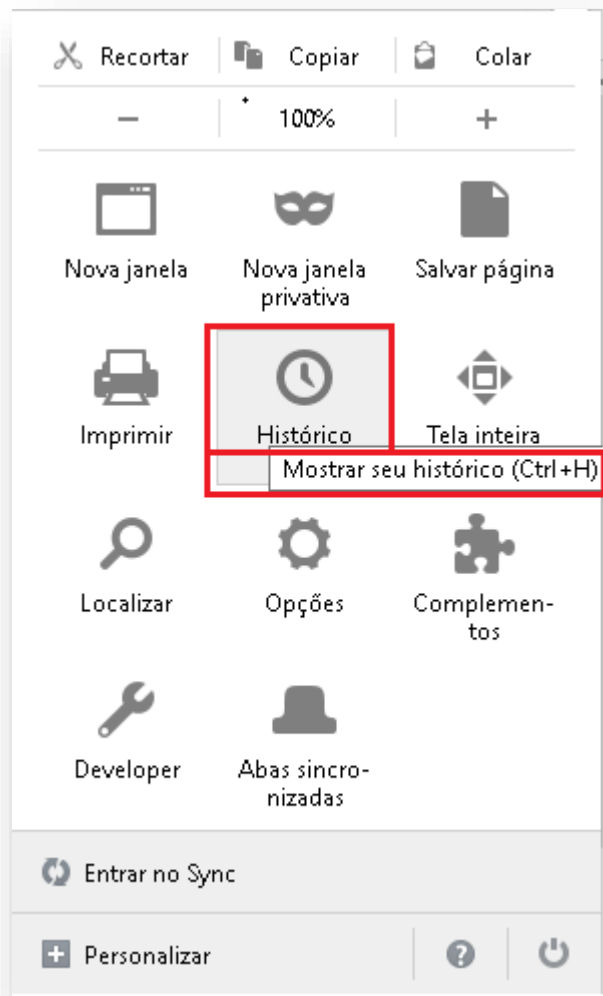 Recortar Copiar Colar
− 100% +
Nova janela Nova janela Salvar página
privativa
Imprimir Histórico Tela inteira
Mostrar seu histórico (Ctrl+H)
Localizar Opções Complemen-
tos
Developer Abas sincro-
nizadas
Entrar no Sync
Personalizar ?